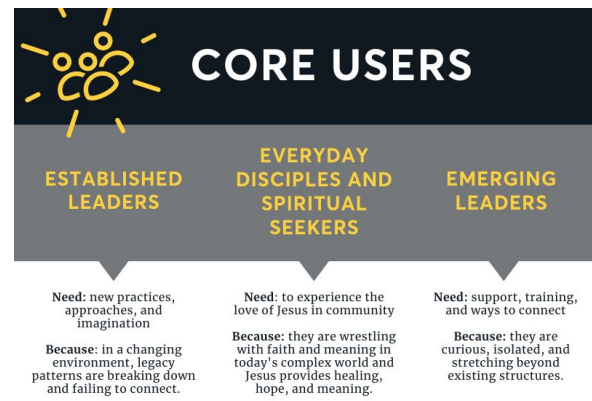 CORE USERS
ESTABLISHED
LEADERS
Need: new practices,
approaches, and
imagination
Because: in a changing
environment, legacy
patterns are breaking down
and failing to connect.
EVERYDAY
DISCIPLES AND
SPIRITUAL
SEEKERS
Need: to experience the
love of Jesus in community
Because: they are wrestling
with faith and meaning in
today's complex world and
Jesus provides healing,
hope, and meaning.
EMERGING
LEADERS
Need: support, training,
and ways to connect
Because: they are
curious, isolated, and
stretching beyond
existing structures.